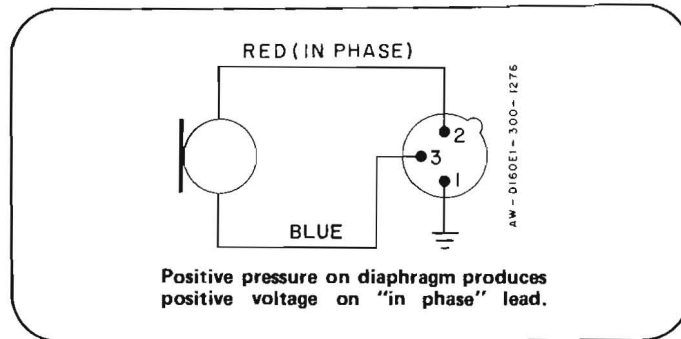 RED (IN PHASE)
2
3
1
BLUE
AW-D160E1-300-1276
Positive pressure on diaphragm produces
positive voltage on "in phase" lead.